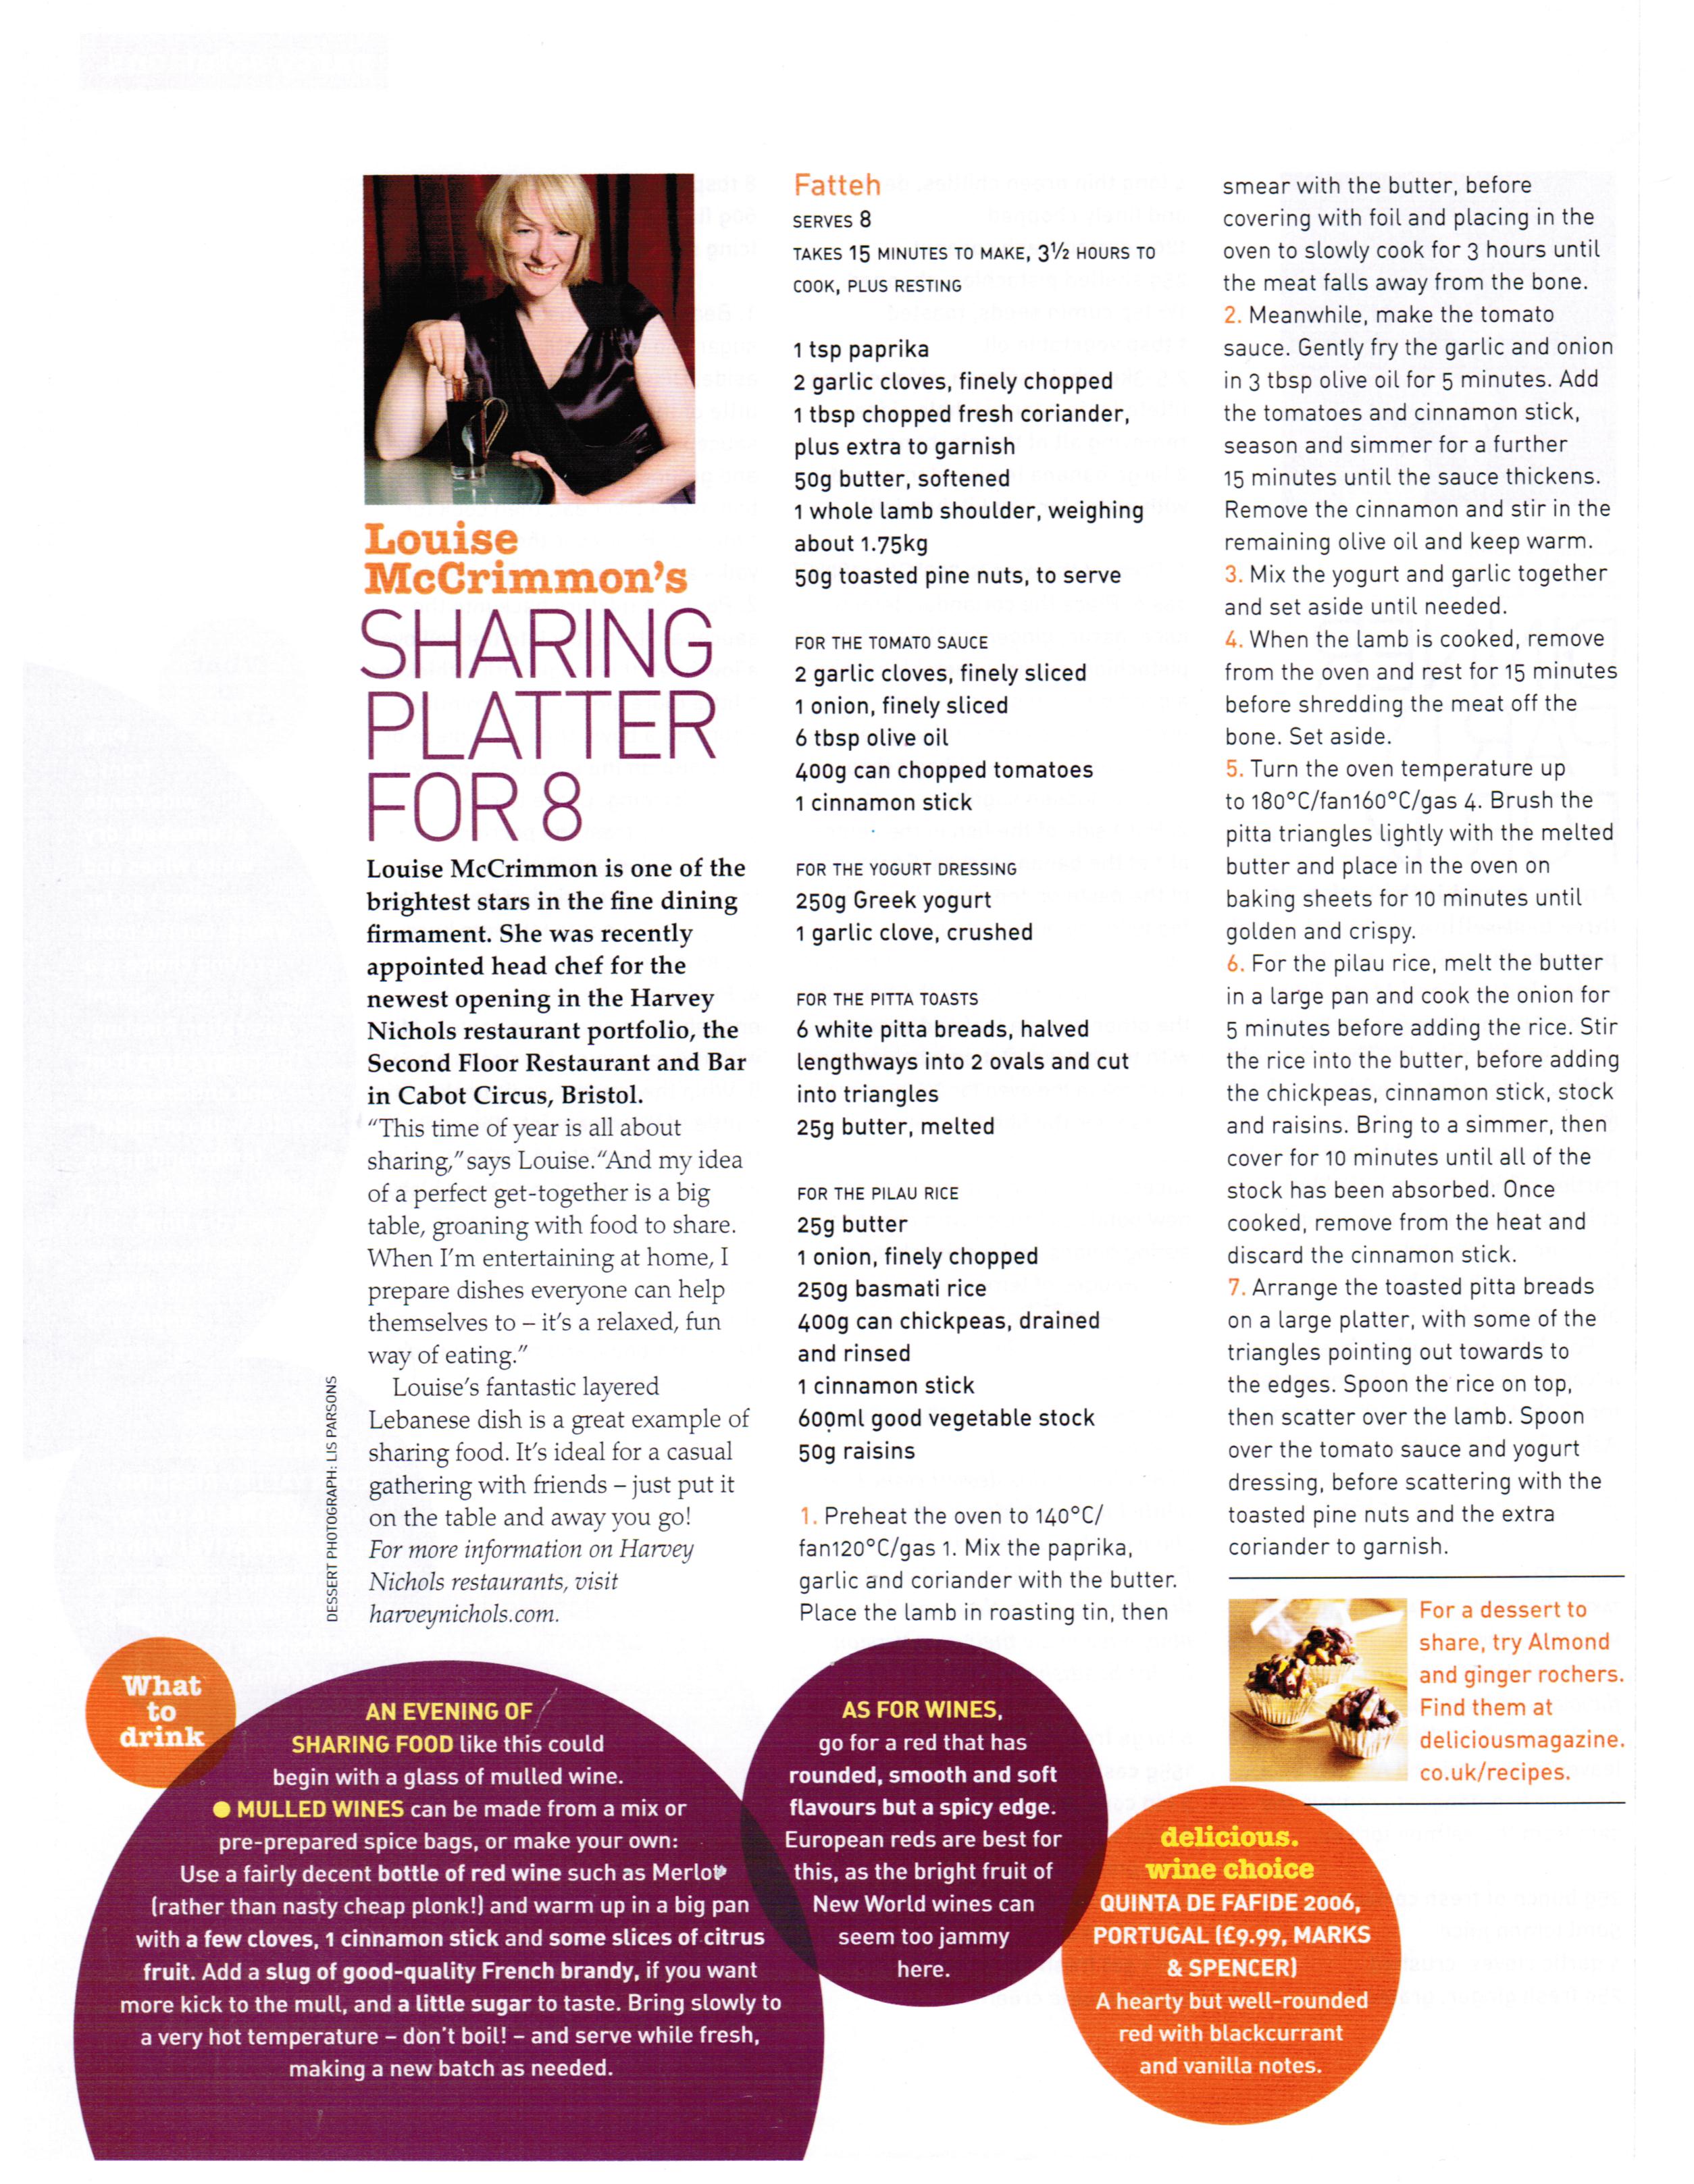 Louise
McCrimmon's
SHARING
PLATTER
FOR 8
Louise McCrimmon is one of the
brightest stars in the fine dining
firmament. She was recently
appointed head chef for the
newest opening in the Harvey
Nichols restaurant portfolio, the
Second Floor Restaurant and Bar
in Cabot Circus, Bristol.
“This time of year is all about
sharing,” says Louise. “And my idea
of a perfect get-together is a big
table, groaning with food to share.
When I'm entertaining at home, I
prepare dishes everyone can help
themselves to – it's a relaxed, fun
way of eating.”
Louise's fantastic layered
Lebanese dish is a great example of
sharing food. It's ideal for a casual
gathering with friends – just put it
on the table and away you go!
For more information on Harvey
Nichols restaurants, visit
harveynichols.com.
DESSERT PHOTOGRAPH: LIS PARSONS
Fatteh
SERVES 8
TAKES 15 MINUTES TO MAKE, 3½ HOURS TO
COOK, PLUS RESTING
1 tsp paprika
2 garlic cloves, finely chopped
1 tbsp chopped fresh coriander,
plus extra to garnish
50g butter, softened
1 whole lamb shoulder, weighing
about 1.75kg
50g toasted pine nuts, to serve
FOR THE TOMATO SAUCE
2 garlic cloves, finely sliced
1 onion, finely sliced
6 tbsp olive oil
400g can chopped tomatoes
1 cinnamon stick
FOR THE YOGURT DRESSING
250g Greek yogurt
1 garlic clove, crushed
FOR THE PITTA TOASTS
6 white pitta breads, halved
lengthways into 2 ovals and cut
into triangles
25g butter, melted
FOR THE PILAU RICE
25g butter
1 onion, finely chopped
250g basmati rice
400g can chickpeas, drained
and rinsed
1 cinnamon stick
600ml good vegetable stock
50g raisins
1. Preheat the oven to 140°C/
fan120°C/gas 1. Mix the paprika,
garlic and coriander with the butter.
Place the lamb in roasting tin, then
smear with the butter, before
covering with foil and placing in the
oven to slowly cook for 3 hours until
the meat falls away from the bone.
2. Meanwhile, make the tomato
sauce. Gently fry the garlic and onion
in 3 tbsp olive oil for 5 minutes. Add
the tomatoes and cinnamon stick,
season and simmer for a further
15 minutes until the sauce thickens.
Remove the cinnamon and stir in the
remaining olive oil and keep warm.
3. Mix the yogurt and garlic together
and set aside until needed.
4. When the lamb is cooked, remove
from the oven and rest for 15 minutes
before shredding the meat off the
bone. Set aside.
5. Turn the oven temperature up
to 180°C/fan160°C/gas 4. Brush the
pitta triangles lightly with the melted
butter and place in the oven on
baking sheets for 10 minutes until
golden and crispy.
6. For the pilau rice, melt the butter
in a large pan and cook the onion for
5 minutes before adding the rice. Stir
the rice into the butter, before adding
the chickpeas, cinnamon stick, stock
and raisins. Bring to a simmer, then
cover for 10 minutes until all of the
stock has been absorbed. Once
cooked, remove from the heat and
discard the cinnamon stick.
7. Arrange the toasted pitta breads
on a large platter, with some of the
triangles pointing out towards to
the edges. Spoon the rice on top,
then scatter over the lamb. Spoon
over the tomato sauce and yogurt
dressing, before scattering with the
toasted pine nuts and the extra
coriander to garnish.
For a dessert to
share, try Almond
and ginger rochers.
Find them at
deliciousmagazine.
co.uk/recipes.
What
to
drink
AN EVENING OF
SHARING FOOD like this could
begin with a glass of mulled wine.
● MULLED WINES can be made from a mix or
pre-prepared spice bags, or make your own:
Use a fairly decent bottle of red wine such as Merlot
(rather than nasty cheap plonk!) and warm up in a big pan
with a few cloves, 1 cinnamon stick and some slices of citrus
fruit. Add a slug of good-quality French brandy, if you want
more kick to the mull, and a little sugar to taste. Bring slowly to
a very hot temperature – don't boil! – and serve while fresh,
making a new batch as needed.
AS FOR WINES,
go for a red that has
rounded, smooth and soft
flavours but a spicy edge.
European reds are best for
this, as the bright fruit of
New World wines can
seem too jammy
here.
delicious.
wine choice
QUINTA DE FAFIDE 2006,
PORTUGAL (£9.99, MARKS
& SPENCER)
A hearty but well-rounded
red with blackcurrant
and vanilla notes.